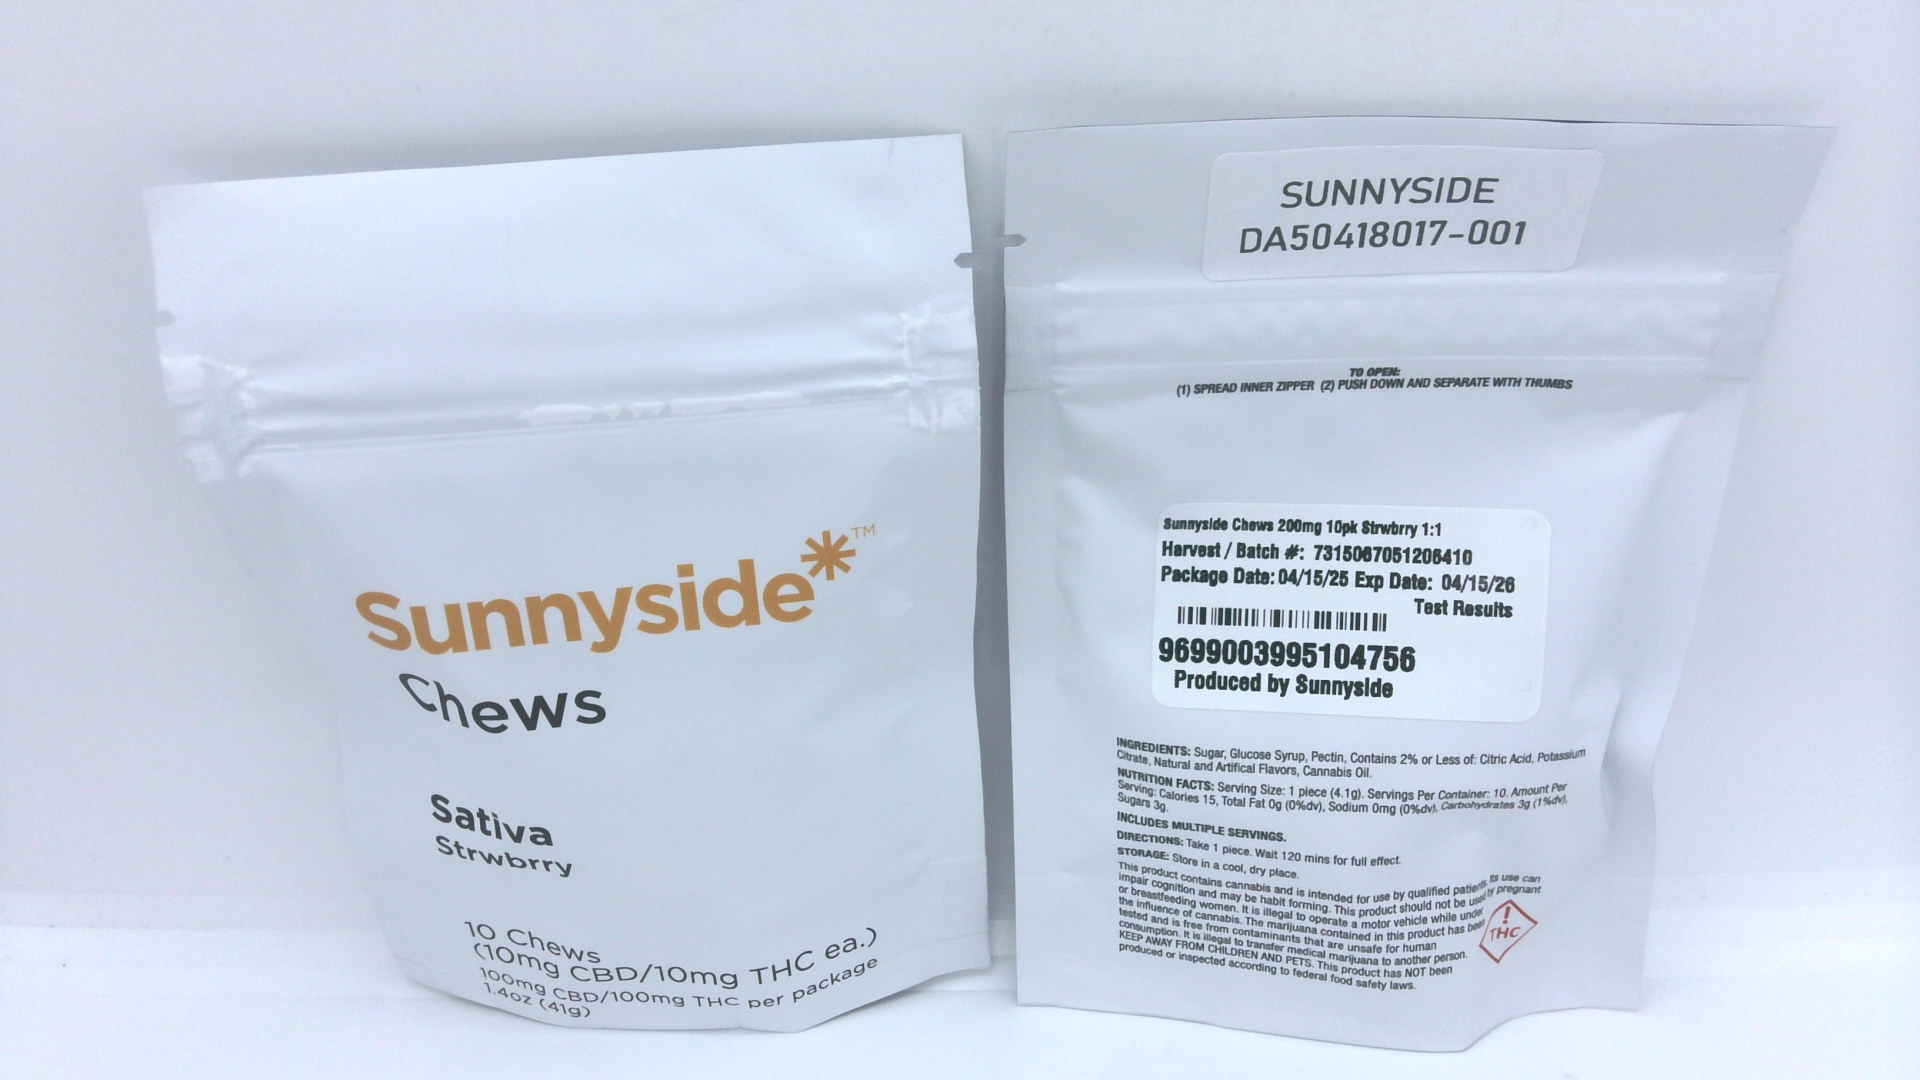 Sunnyside*™
Chews
Sativa
Strwbrry
10 Chews
(10mg CBD/10mg THC ea.)
100mg CBD/100mg THC per package
1.4oz (41g)
SUNNYSIDE
DA50418017-001
TO OPEN:
(1) SPREAD INNER ZIPPER (2) PUSH DOWN AND SEPARATE WITH THUMBS
Sunnyside Chews 200mg 10pk Strwbrry 1:1
Harvest / Batch #: 7315067051206410
Package Date: 04/15/25 Exp Date: 04/15/26
Test Results
9699003995104756
Produced by Sunnyside
INGREDIENTS: Sugar, Glucose Syrup, Pectin, Contains 2% or Less of: Citric Acid, Potassium
Citrate, Natural and Artifical Flavors, Cannabis Oil.
NUTRITION FACTS: Serving Size: 1 piece (4.1g). Servings Per Container: 10. Amount Per
Serving: Calories 15, Total Fat 0g (0%dv), Sodium 0mg (0%dv), Carbohydrates 3g (1%dv),
Sugars 3g.
INCLUDES MULTIPLE SERVINGS.
DIRECTIONS: Take 1 piece. Wait 120 mins for full effect.
STORAGE: Store in a cool, dry place.
This product contains cannabis and is intended for use by qualified patients. Its use can
impair cognition and may be habit forming. This product should not be used by pregnant
or breastfeeding women. It is illegal to operate a motor vehicle while under
the influence of cannabis. The marijuana contained in this product has been
tested and is free from contaminants that are unsafe for human
consumption. It is illegal to transfer medical marijuana to another person.
KEEP AWAY FROM CHILDREN AND PETS. This product has NOT been
produced or inspected according to federal food safety laws.
!
THC